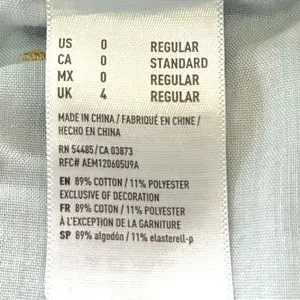 US 0 REGULAR
CA 0 STANDARD
MX 0 REGULAR
UK 4 REGULAR
MADE IN CHINA / FABRIQUÉ EN CHINE /
HECHO EN CHINA
RN 54485/CA 03873
RFC# AEM120605U9A
EN 89% COTTON / 11% POLYESTER
EXCLUSIVE OF DECORATION
FR 89% COTON / 11% POLYESTER
À L'EXCEPTION DE LA GARNITURE
SP 89% algodón / 11% elasterell-p